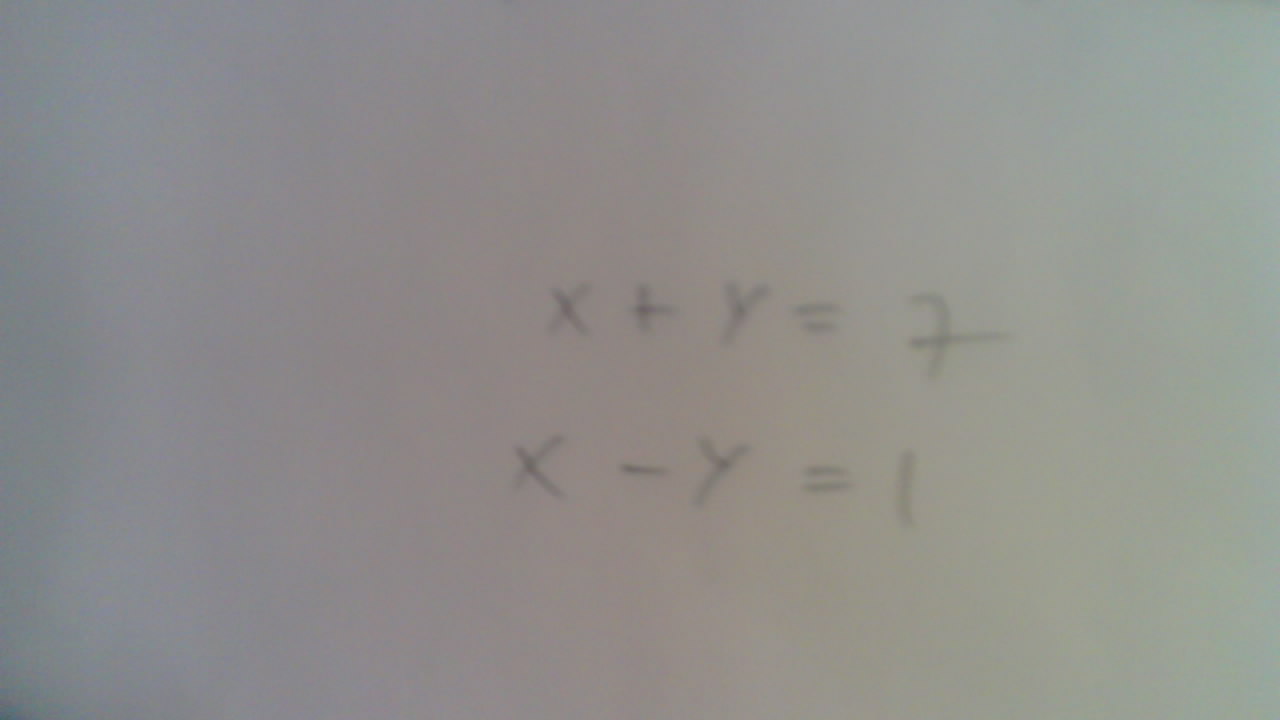 x + y = 7
x - y = 1